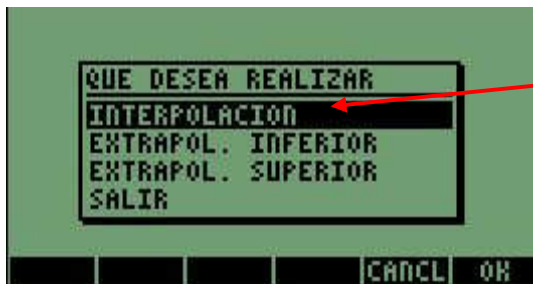 QUE DESEA REALIZAR
INTERPOLACION
EXTRAPOL. INFERIOR
EXTRAPOL. SUPERIOR
SALIR
CANCL OK